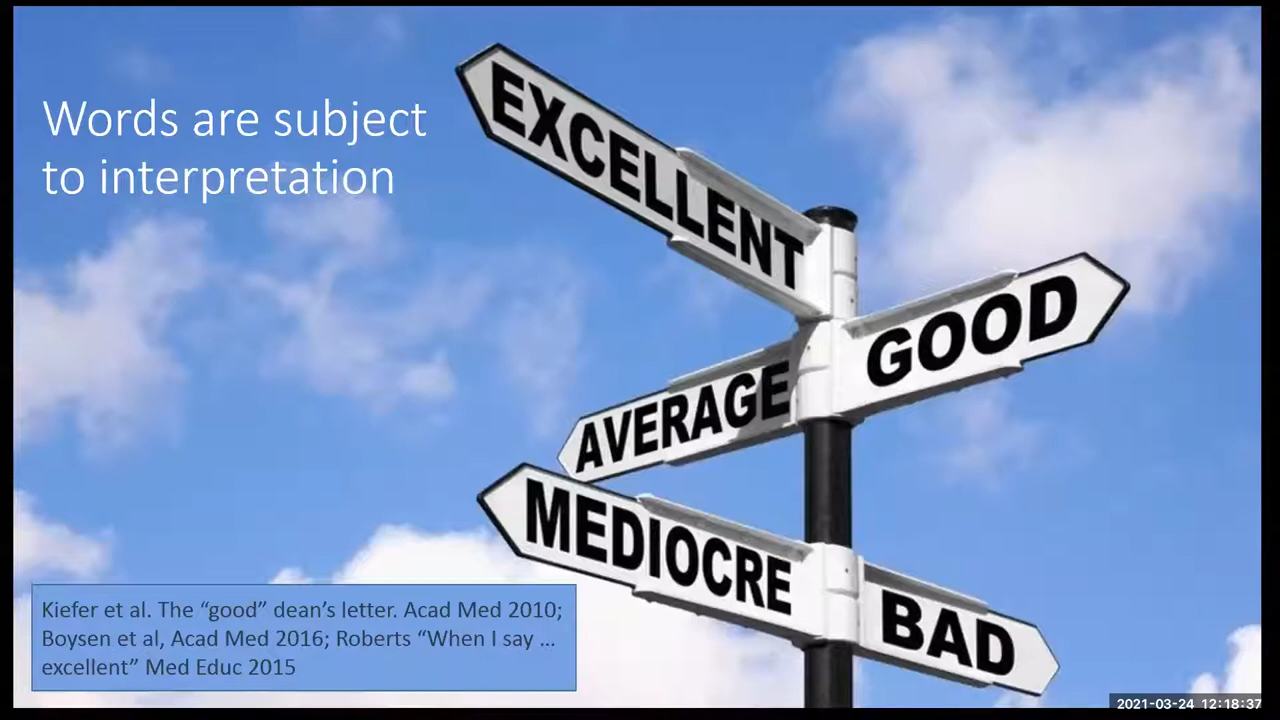 Words are subject
to interpretation
EXCELLENT
GOOD
AVERAGE
MEDIOCRE
BAD
Kiefer et al. The “good” dean’s letter. Acad Med 2010;
Boysen et al, Acad Med 2016; Roberts “When I say ...
excellent” Med Educ 2015
2021-03-24 12:18:37